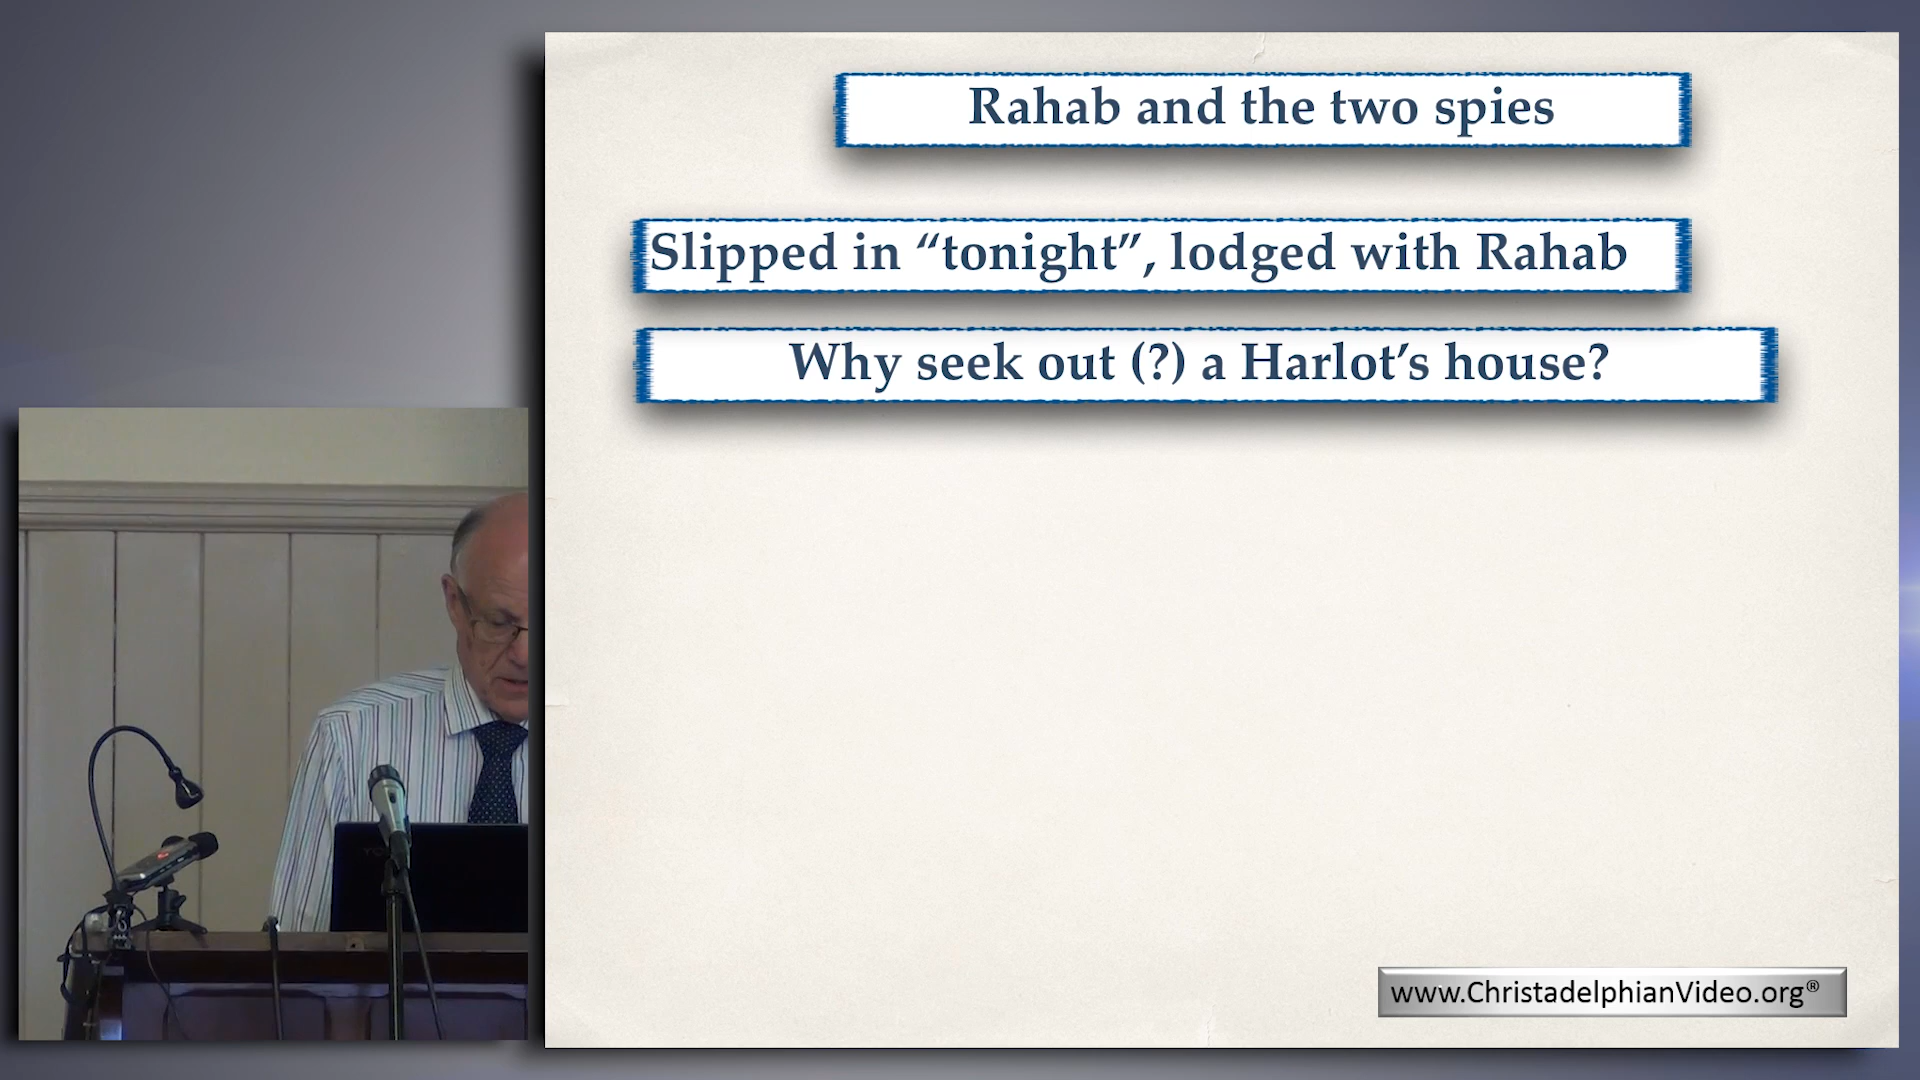 Rahab and the two spies
Slipped in “tonight”, lodged with Rahab
Why seek out (?) a Harlot’s house?
www.ChristadelphianVideo.org®